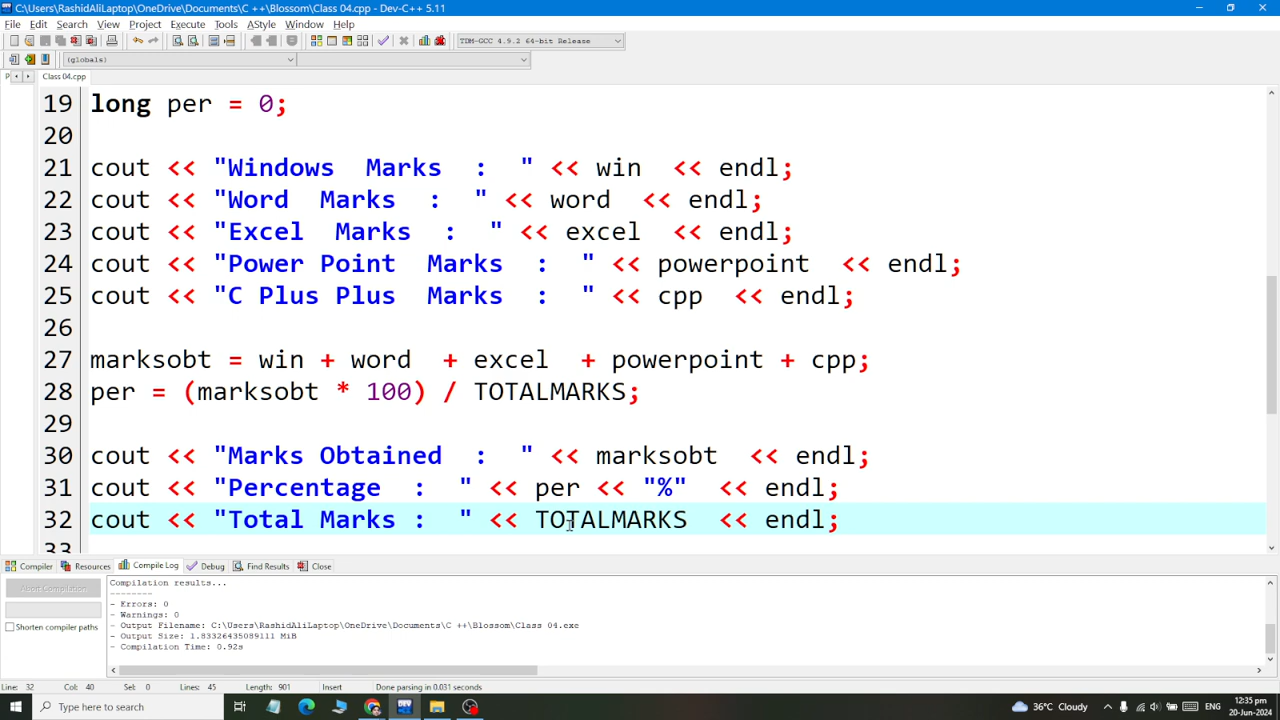 C:\Users\RashidAliLaptop\OneDrive\Documents\C ++\Blossom\Class 04.cpp - Dev-C++ 5.11
File Edit Search View Project Execute Tools AStyle Window Help
TDM-GCC 4.9.2 64-bit Release
(globals)
Class 04.cpp
19 long per = 0;
20
21 cout << "Windows  Marks  :  " << win  << endl;
22 cout << "Word  Marks  :  " << word  << endl;
23 cout << "Excel  Marks  :  " << excel  << endl;
24 cout << "Power Point  Marks  :  " << powerpoint  << endl;
25 cout << "C Plus Plus  Marks  :  " << cpp  << endl;
26
27 marksobt = win + word  + excel  + powerpoint + cpp;
28 per = (marksobt * 100) / TOTALMARKS;
29
30 cout << "Marks Obtained  :  " << marksobt  << endl;
31 cout << "Percentage  :  " << per << "%"  << endl;
32 cout << "Total Marks :  " << TOTALMARKS  << endl;
33
Compiler Resources Compile Log Debug Find Results Close
Abort Compilation
Shorten compiler paths
Compilation results...
--------
- Errors: 0
- Warnings: 0
- Output Filename: C:\Users\RashidAliLaptop\OneDrive\Documents\C ++\Blossom\Class 04.exe
- Output Size: 1.83326435089111 MiB
- Compilation Time: 0.92s
Line: 32 Col: 40 Sel: 0 Lines: 45 Length: 901 Insert Done parsing in 0.031 seconds
Type here to search
36°C Cloudy
ENG
12:35 pm
20-Jun-2024